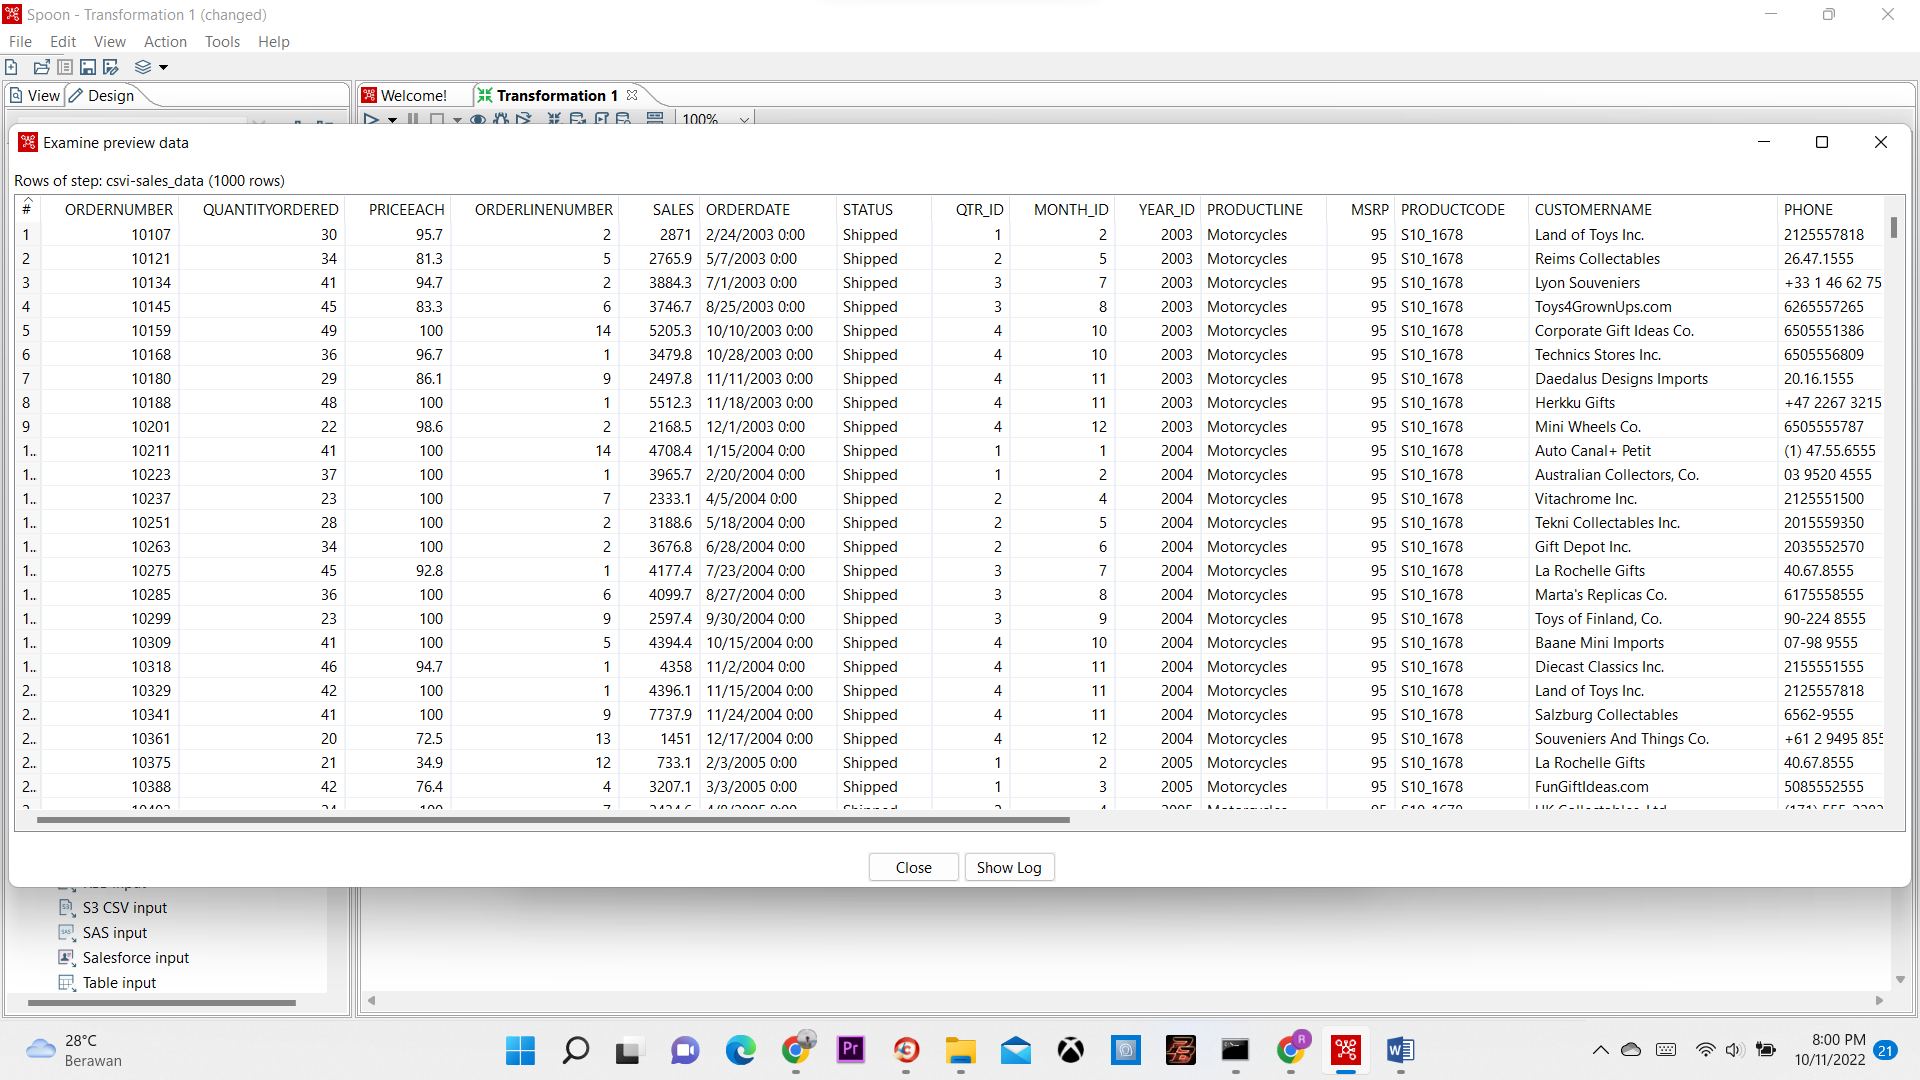 Spoon - Transformation 1 (changed)
File Edit View Action Tools Help
View Design Welcome! Transformation 1
100%
Examine preview data
Rows of step: csvi-sales_data (1000 rows)
# ORDERNUMBER QUANTITYORDERED PRICEEACH ORDERLINENUMBER SALES ORDERDATE STATUS QTR_ID MONTH_ID YEAR_ID PRODUCTLINE MSRP PRODUCTCODE CUSTOMERNAME PHONE
1 10107 30 95.7 2 2871 2/24/2003 0:00 Shipped 1 2 2003 Motorcycles 95 S10_1678 Land of Toys Inc. 2125557818
2 10121 34 81.3 5 2765.9 5/7/2003 0:00 Shipped 2 5 2003 Motorcycles 95 S10_1678 Reims Collectables 26.47.1555
3 10134 41 94.7 2 3884.3 7/1/2003 0:00 Shipped 3 7 2003 Motorcycles 95 S10_1678 Lyon Souveniers +33 1 46 62 75
4 10145 45 83.3 6 3746.7 8/25/2003 0:00 Shipped 3 8 2003 Motorcycles 95 S10_1678 Toys4GrownUps.com 6265557265
5 10159 49 100 14 5205.3 10/10/2003 0:00 Shipped 4 10 2003 Motorcycles 95 S10_1678 Corporate Gift Ideas Co. 6505551386
6 10168 36 96.7 1 3479.8 10/28/2003 0:00 Shipped 4 10 2003 Motorcycles 95 S10_1678 Technics Stores Inc. 6505556809
7 10180 29 86.1 9 2497.8 11/11/2003 0:00 Shipped 4 11 2003 Motorcycles 95 S10_1678 Daedalus Designs Imports 20.16.1555
8 10188 48 100 1 5512.3 11/18/2003 0:00 Shipped 4 11 2003 Motorcycles 95 S10_1678 Herkku Gifts +47 2267 3215
9 10201 22 98.6 2 2168.5 12/1/2003 0:00 Shipped 4 12 2003 Motorcycles 95 S10_1678 Mini Wheels Co. 6505555787
1.. 10211 41 100 14 4708.4 1/15/2004 0:00 Shipped 1 1 2004 Motorcycles 95 S10_1678 Auto Canal+ Petit (1) 47.55.6555
1.. 10223 37 100 1 3965.7 2/20/2004 0:00 Shipped 1 2 2004 Motorcycles 95 S10_1678 Australian Collectors, Co. 03 9520 4555
1.. 10237 23 100 7 2333.1 4/5/2004 0:00 Shipped 2 4 2004 Motorcycles 95 S10_1678 Vitachrome Inc. 2125551500
1.. 10251 28 100 2 3188.6 5/18/2004 0:00 Shipped 2 5 2004 Motorcycles 95 S10_1678 Tekni Collectables Inc. 2015559350
1.. 10263 34 100 2 3676.8 6/28/2004 0:00 Shipped 2 6 2004 Motorcycles 95 S10_1678 Gift Depot Inc. 2035552570
1.. 10275 45 92.8 1 4177.4 7/23/2004 0:00 Shipped 3 7 2004 Motorcycles 95 S10_1678 La Rochelle Gifts 40.67.8555
1.. 10285 36 100 6 4099.7 8/27/2004 0:00 Shipped 3 8 2004 Motorcycles 95 S10_1678 Marta's Replicas Co. 6175558555
1.. 10299 23 100 9 2597.4 9/30/2004 0:00 Shipped 3 9 2004 Motorcycles 95 S10_1678 Toys of Finland, Co. 90-224 8555
1.. 10309 41 100 5 4394.4 10/15/2004 0:00 Shipped 4 10 2004 Motorcycles 95 S10_1678 Baane Mini Imports 07-98 9555
1.. 10318 46 94.7 1 4358 11/2/2004 0:00 Shipped 4 11 2004 Motorcycles 95 S10_1678 Diecast Classics Inc. 2155551555
2.. 10329 42 100 1 4396.1 11/15/2004 0:00 Shipped 4 11 2004 Motorcycles 95 S10_1678 Land of Toys Inc. 2125557818
2.. 10341 41 100 9 7737.9 11/24/2004 0:00 Shipped 4 11 2004 Motorcycles 95 S10_1678 Salzburg Collectables 6562-9555
2.. 10361 20 72.5 13 1451 12/17/2004 0:00 Shipped 4 12 2004 Motorcycles 95 S10_1678 Souveniers And Things Co. +61 2 9495 855
2.. 10375 21 34.9 12 733.1 2/3/2005 0:00 Shipped 1 2 2005 Motorcycles 95 S10_1678 La Rochelle Gifts 40.67.8555
2.. 10388 42 76.4 4 3207.1 3/3/2005 0:00 Shipped 1 3 2005 Motorcycles 95 S10_1678 FunGiftIdeas.com 5085552555
Close Show Log
S3 CSV input
SAS input
Salesforce input
Table input
28°C
Berawan
8:00 PM
10/11/2022
21